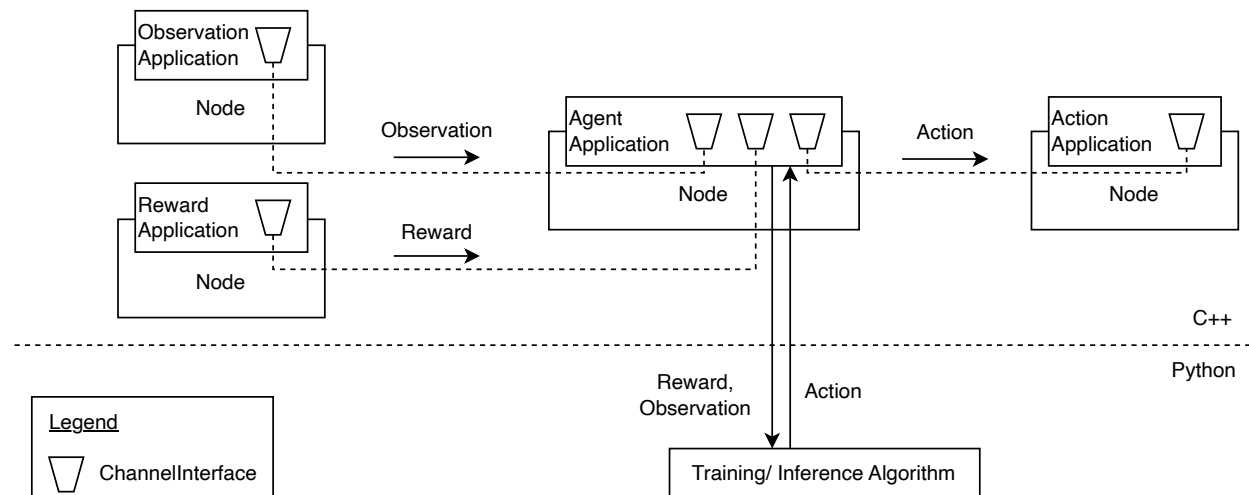 Observation
Application
Node
Reward
Application
Node
Observation
Reward
Agent
Application
Node
Action
Action
Application
Node
C++
Python
Reward,
Observation
Action
Training/ Inference Algorithm
Legend
ChannelInterface